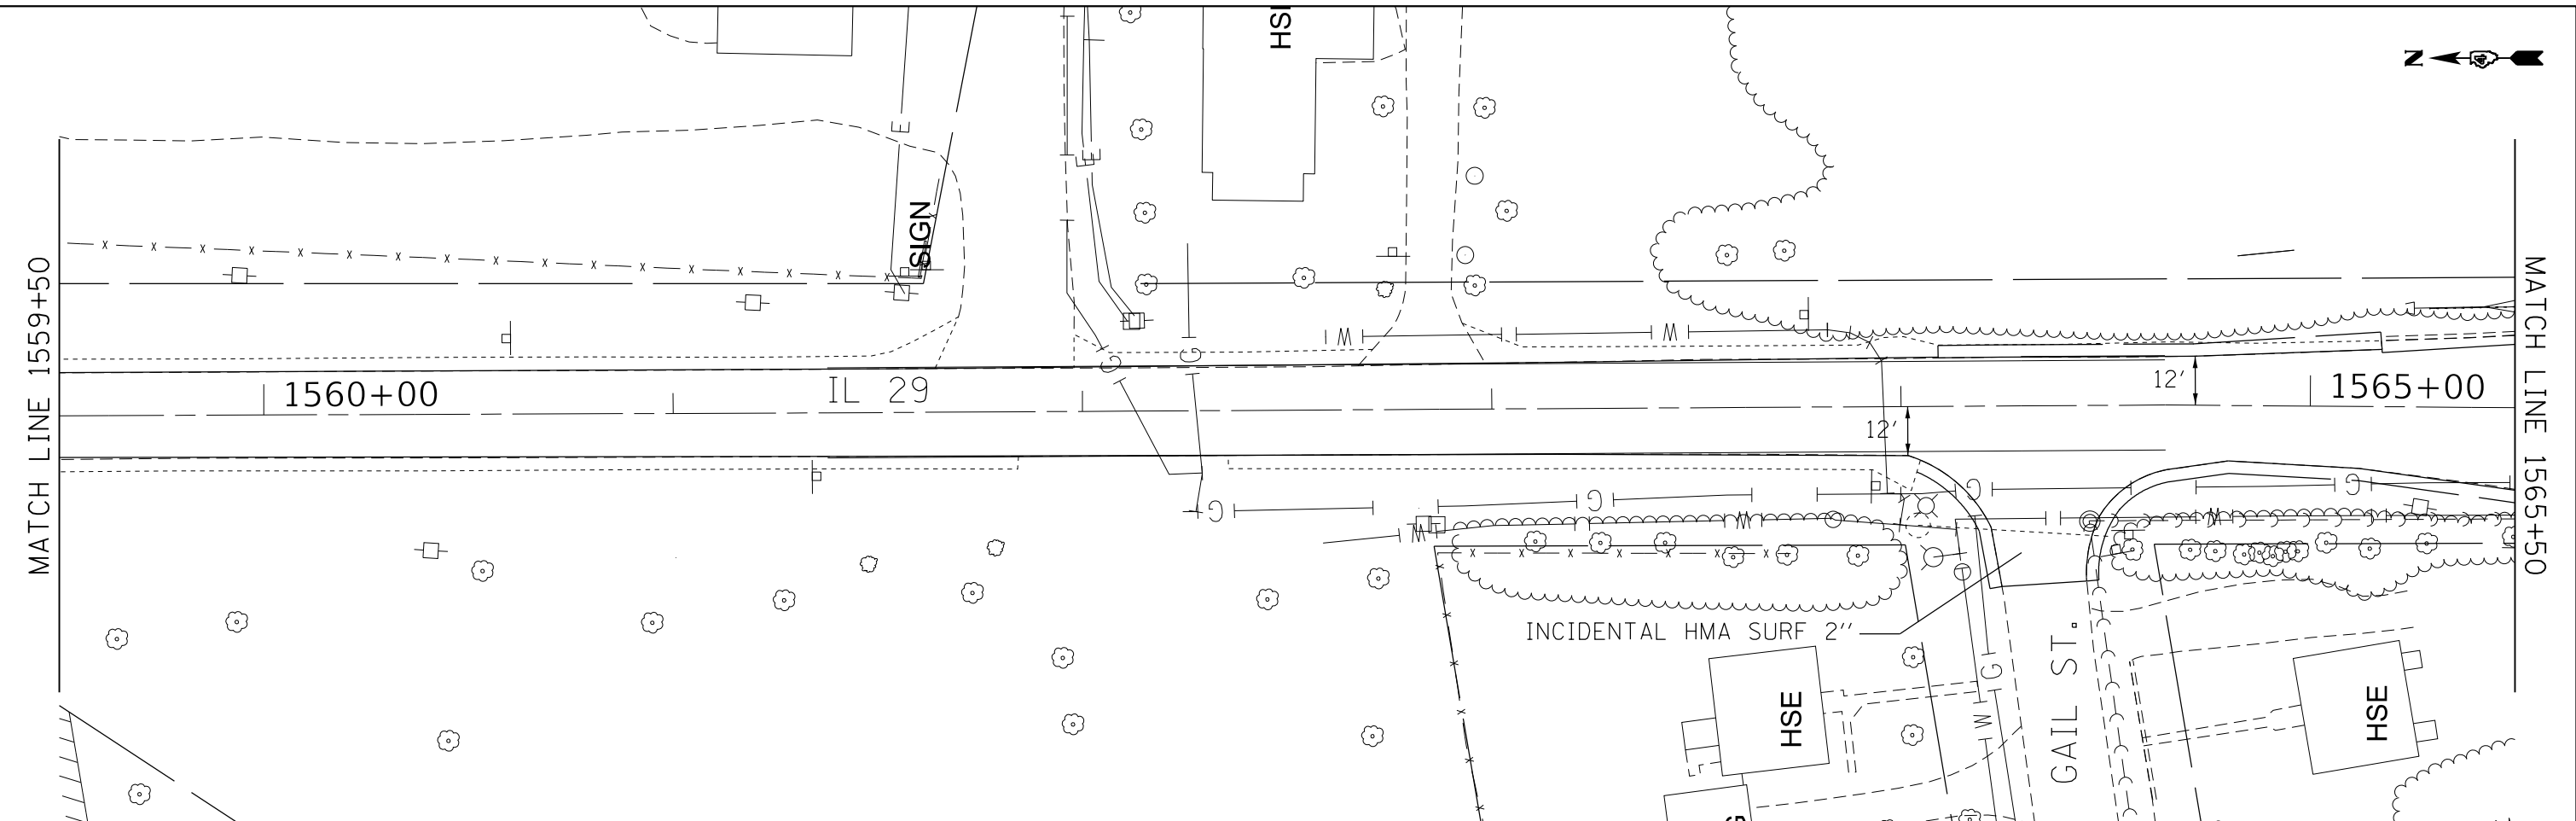 HSE
N
SIGN
MATCH LINE 1559+50
MATCH LINE 1565+50
W
W
G
G
1560+00
IL 29
12'
1565+00
12'
G
G
G
G
W
W
W
INCIDENTAL HMA SURF 2''
GAIL ST.
G
W
HSE
HSE